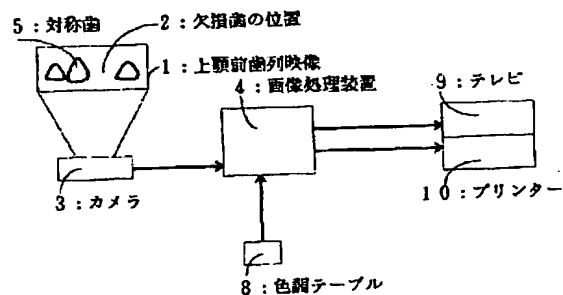 5：対称歯
2：欠損歯の位置
1：上顎前歯列映像
4：画像処理装置
9：テレビ
3：カメラ
10：プリンター
8：色調テーブル